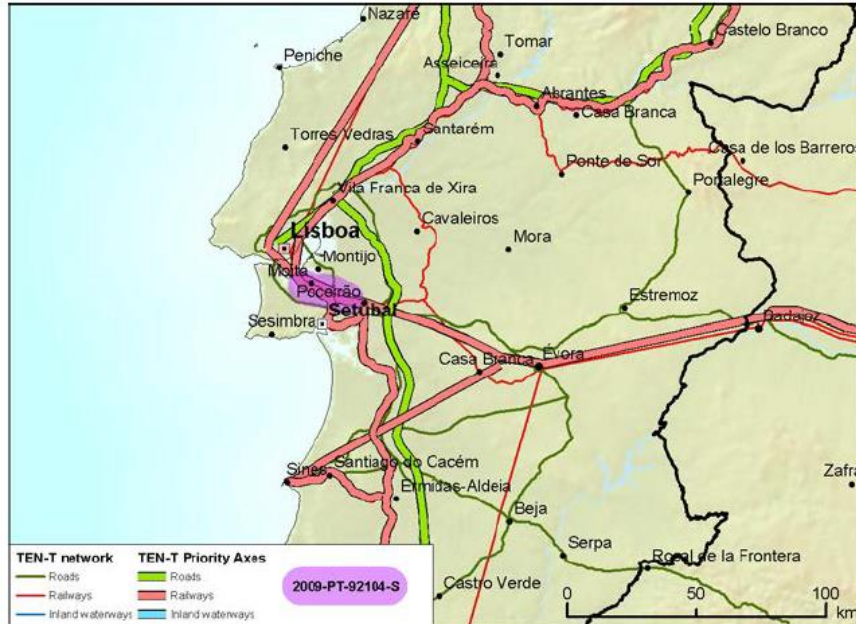 Nazaré
Castelo Branco
Tomar
Peniche
Asseiceira
Abrantes
Casa Branca
Torres Vedras
Santarém
Casa de los Barreros
Ponte de Sor
Portalegre
Vila Franca de Xira
Cavaleiros
Lisboa
Mora
Montijo
Moita
Poceirão
Estremoz
Setúbal
Badajoz
Sesimbra
Casa Branca
Évora
Santiago do Cacém
Sines
Zafra
Ermidas-Aldeia
Beja
Serpa
Rosal de la Frontera
Castro Verde
TEN-T network TEN-T Priority Axes
Roads Roads
Railways Railways
Inland waterways Inland waterways
2009-PT-92104-S
0 50 100
km